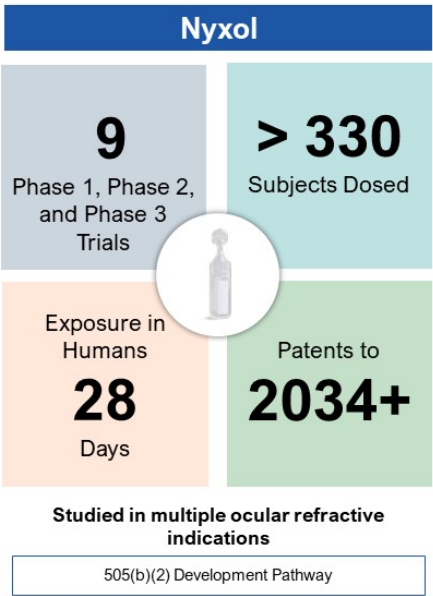 Nyxol
9
Phase 1, Phase 2,
and Phase 3
Trials
> 330
Subjects Dosed
Exposure in
Humans
28
Days
Patents to
2034+
Studied in multiple ocular refractive
indications
505(b)(2) Development Pathway